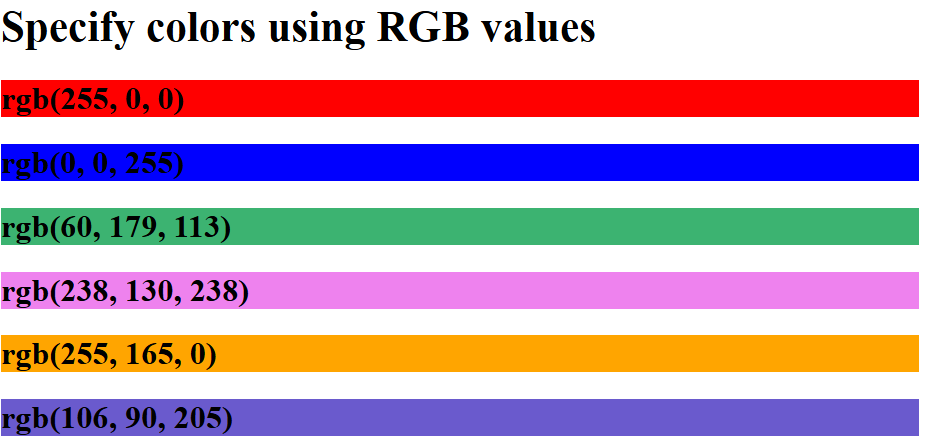 Specify colors using RGB values
rgb(255, 0, 0)
rgb(0, 0, 255)
rgb(60, 179, 113)
rgb(238, 130, 238)
rgb(255, 165, 0)
rgb(106, 90, 205)